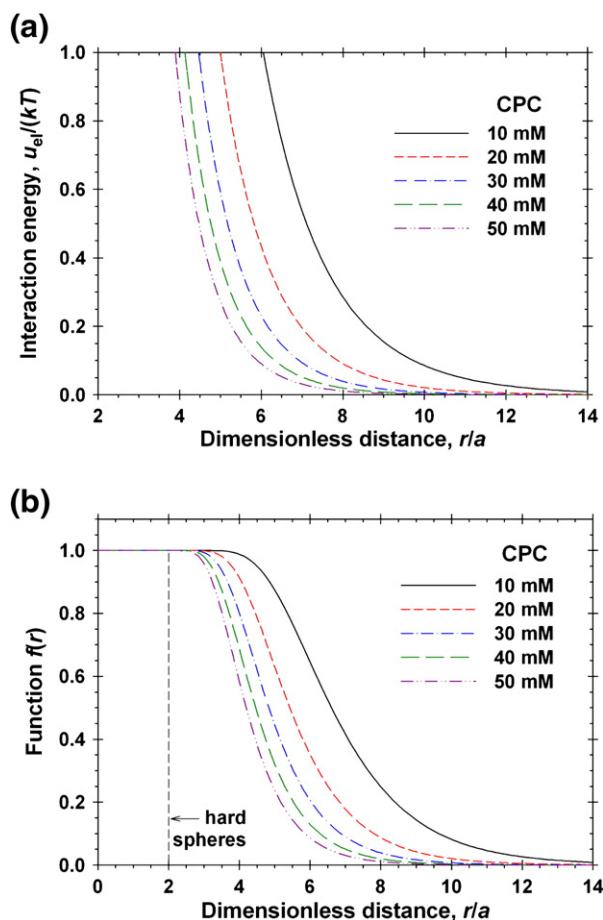 (a)
1.0
0.8
0.6
0.4
0.2
0.0
Interaction energy, u_el/(kT)
CPC
10 mM
20 mM
30 mM
40 mM
50 mM
2 4 6 8 10 12 14
Dimensionless distance, r/a
(b)
1.0
0.8
0.6
0.4
0.2
0.0
Function f(r)
CPC
10 mM
20 mM
30 mM
40 mM
50 mM
hard
spheres
0 2 4 6 8 10 12 14
Dimensionless distance, r/a